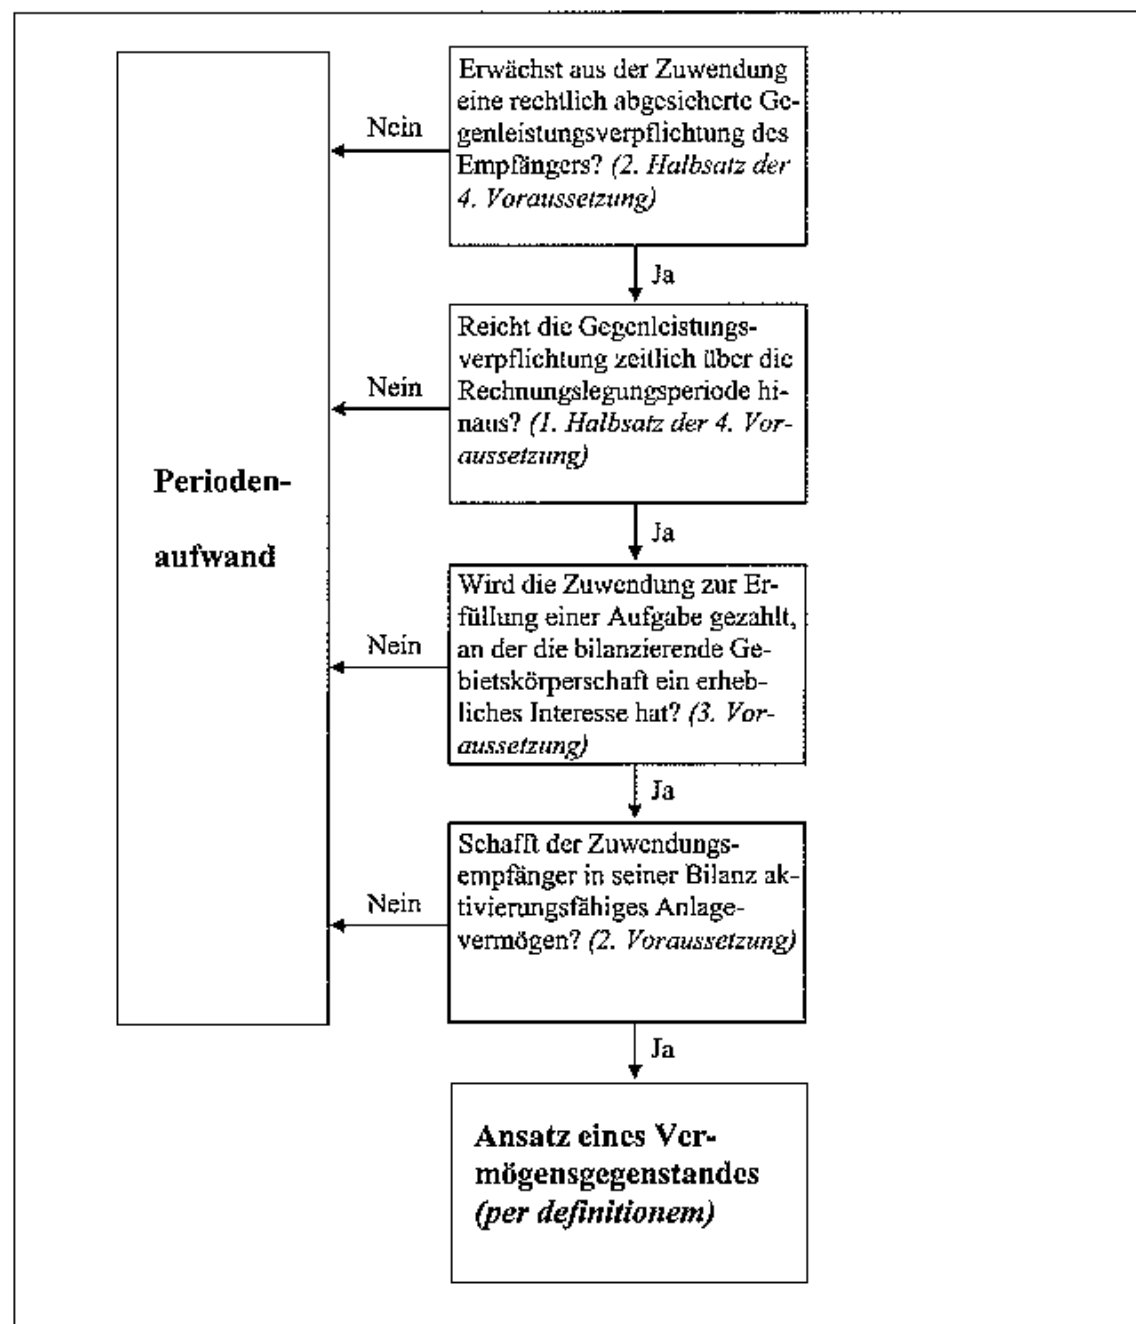 Erwächst aus der Zuwendung
eine rechtlich abgesicherte Ge-
genleistungsverpflichtung des
Empfängers? (2. Halbsatz der
4. Voraussetzung)
Nein
Ja
Reicht die Gegenleistungs-
verpflichtung zeitlich über die
Rechnungslegungsperiode hi-
naus? (1. Halbsatz der 4. Vor-
aussetzung)
Nein
Perioden-
aufwand
Ja
Wird die Zuwendung zur Er-
füllung einer Aufgabe gezahlt,
an der die bilanzierende Ge-
bietskörperschaft ein erheb-
liches Interesse hat? (3. Vor-
aussetzung)
Nein
Ja
Schafft der Zuwendungs-
empfänger in seiner Bilanz ak-
tivierungsfähiges Anlage-
vermögen? (2. Voraussetzung)
Nein
Ja
Ansatz eines Ver-
mögensgegenstandes
(per definitionem)